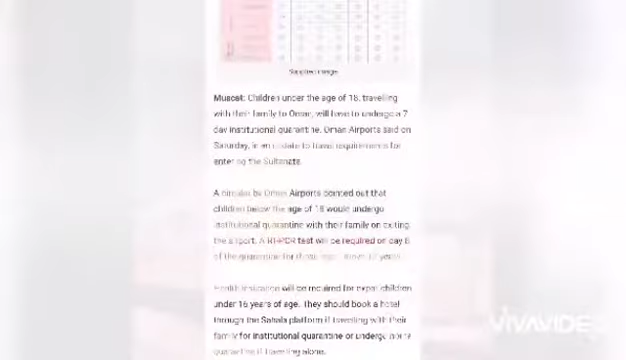 Supplied image
Muscat: Children under the age of 18, travelling
with their family to Oman, will have to undergo a 7
day institutional quarantine, Oman Airports said on
Saturday, in an update to travel requirements for
entering the Sultanate.
A circular by Oman Airports pointed out that
children below the age of 18 would undergo
institutional quarantine with their family on exiting
the airport. A RT-PCR test will be required on day 8
of the quarantine for those
Health insurance will be required for expat children
under 16 years of age. They should book a hotel
through the Sahala platform if travelling with their
family for institutional quarantine or undergo home
quarantine if traveling alone.
VIVAVIDEO